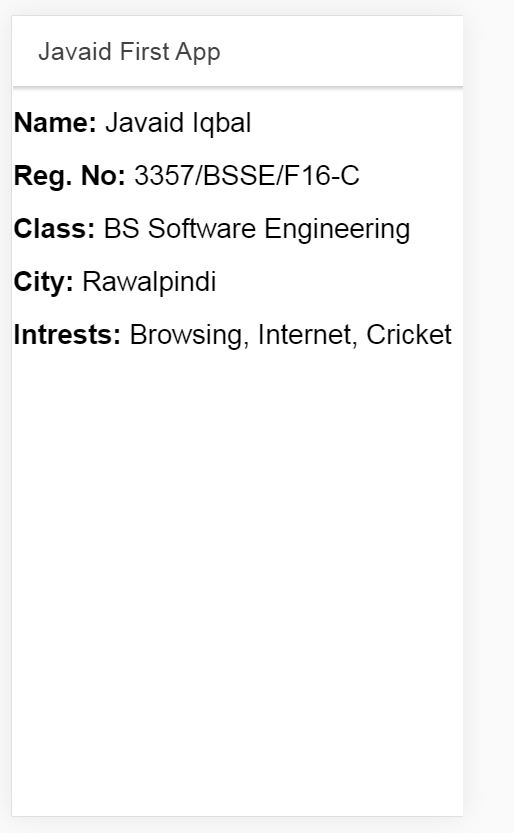 Javaid First App
Name: Javaid Iqbal
Reg. No: 3357/BSSE/F16-C
Class: BS Software Engineering
City: Rawalpindi
Intrests: Browsing, Internet, Cricket